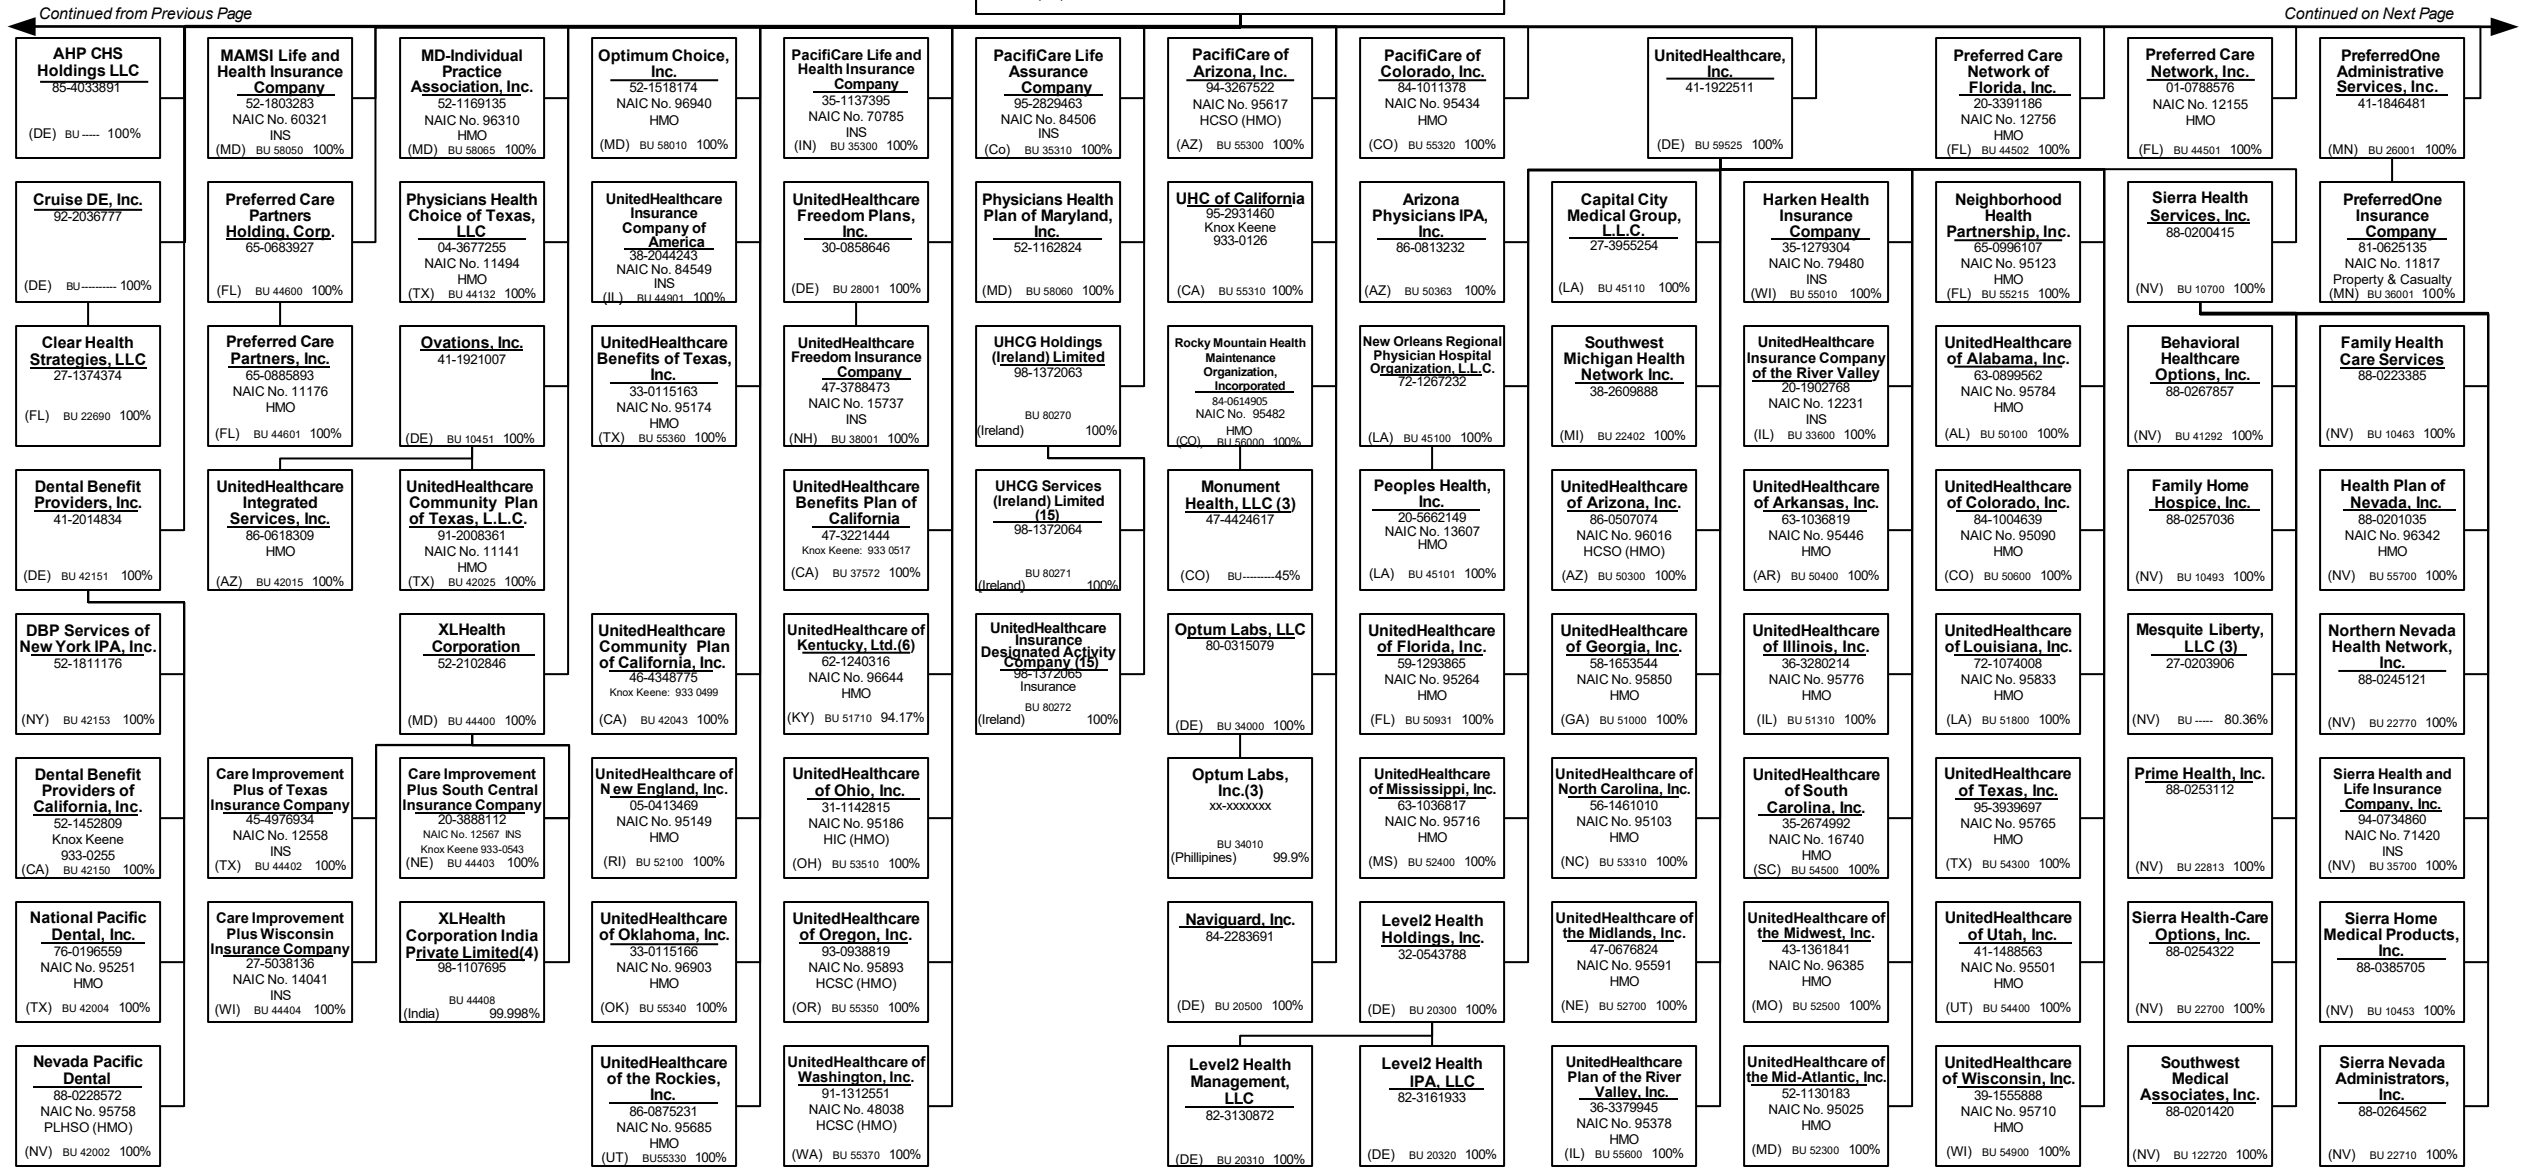 Continued from Previous Page
Continued on Next Page
AHP CHS
Holdings LLC
85-4033891
(DE) BU ----- 100%
MAMSI Life and
Health Insurance
Company
52-1803283
NAIC No. 60321
INS
(MD) BU 58050 100%
MD-Individual
Practice
Association, Inc.
52-1169135
NAIC No. 96310
HMO
(MD) BU 58065 100%
Optimum Choice,
Inc.
52-1518174
NAIC No. 96940
HMO
(MD) BU 58010 100%
PacifiCare Life and
Health Insurance
Company
35-1137395
NAIC No. 70785
INS
(IN) BU 35300 100%
PacifiCare Life
Assurance
Company
95-2829463
NAIC No. 84506
INS
(Co) BU 35310 100%
PacifiCare of
Arizona, Inc.
94-3267522
NAIC No. 95617
HCSO (HMO)
(AZ) BU 55300 100%
PacifiCare of
Colorado, Inc.
84-1011378
NAIC No. 95434
HMO
(CO) BU 55320 100%
UnitedHealthcare,
Inc.
41-1922511
(DE) BU 59525 100%
Preferred Care
Network of
Florida, Inc.
20-3391186
NAIC No. 12756
HMO
(FL) BU 44502 100%
Preferred Care
Network, Inc.
01-0788576
NAIC No. 12155
HMO
(FL) BU 44501 100%
PreferredOne
Administrative
Services, Inc.
41-1846481
(MN) BU 26001 100%
Cruise DE, Inc.
92-2036777
(DE) BU---------- 100%
Preferred Care
Partners
Holding, Corp.
65-0683927
(FL) BU 44600 100%
Physicians Health
Choice of Texas,
LLC
04-3677255
NAIC No. 11494
HMO
(TX) BU 44132 100%
UnitedHealthcare
Insurance
Company of
America
38-2044243
NAIC No. 84549
INS
(IL) BU 44901 100%
UnitedHealthcare
Freedom Plans,
Inc.
30-0858646
(DE) BU 28001 100%
Physicians Health
Plan of Maryland,
Inc.
52-1162824
(MD) BU 58060 100%
UHC of California
95-2931460
Knox Keene
933-0126
(CA) BU 55310 100%
Arizona
Physicians IPA,
Inc.
86-0813232
(AZ) BU 50363 100%
Capital City
Medical Group,
L.L.C.
27-3955254
(LA) BU 45110 100%
Harken Health
Insurance
Company
35-1279304
NAIC No. 79480
INS
(WI) BU 55010 100%
Neighborhood
Health
Partnership, Inc.
65-0996107
NAIC No. 95123
HMO
(FL) BU 55215 100%
Sierra Health
Services, Inc.
88-0200415
(NV) BU 10700 100%
PreferredOne
Insurance
Company
81-0625135
NAIC No. 11817
Property & Casualty
(MN) BU 36001 100%
Clear Health
Strategies, LLC
27-1374374
(FL) BU 22690 100%
Preferred Care
Partners, Inc.
65-0885893
NAIC No. 11176
HMO
(FL) BU 44601 100%
Ovations, Inc.
41-1921007
(DE) BU 10451 100%
UnitedHealthcare
Benefits of Texas,
Inc.
33-0115163
NAIC No. 95174
HMO
(TX) BU 55360 100%
UnitedHealthcare
Freedom Insurance
Company
47-3788473
NAIC No. 15737
INS
(NH) BU 38001 100%
UHCG Holdings
(Ireland) Limited
98-1372063
BU 80270
(Ireland) 100%
Rocky Mountain Health
Maintenance
Organization,
Incorporated
84-0614905
NAIC No. 95482
HMO
(CO) BU 56000 100%
New Orleans Regional
Physician Hospital
Organization, L.L.C.
72-1267232
(LA) BU 45100 100%
Southwest
Michigan Health
Network Inc.
38-2609888
(MI) BU 22402 100%
UnitedHealthcare
Insurance Company
of the River Valley
20-1902768
NAIC No. 12231
INS
(IL) BU 33600 100%
UnitedHealthcare
of Alabama, Inc.
63-0899562
NAIC No. 95784
HMO
(AL) BU 50100 100%
Behavioral
Healthcare
Options, Inc.
88-0267857
(NV) BU 41292 100%
Family Health
Care Services
88-0223385
(NV) BU 10463 100%
Dental Benefit
Providers, Inc.
41-2014834
(DE) BU 42151 100%
UnitedHealthcare
Integrated
Services, Inc.
86-0618309
HMO
(AZ) BU 42015 100%
UnitedHealthcare
Community Plan
of Texas, L.L.C.
91-2008361
NAIC No. 11141
HMO
(TX) BU 42025 100%
UnitedHealthcare
Benefits Plan of
California
47-3221444
Knox Keene: 933 0517
(CA) BU 37572 100%
UHCG Services
(Ireland) Limited
(15)
98-1372064
BU 80271
(Ireland) 100%
Monument
Health, LLC (3)
47-4424617
(CO) BU---------45%
Peoples Health,
Inc.
20-5662149
NAIC No. 13607
HMO
(LA) BU 45101 100%
UnitedHealthcare
of Arizona, Inc.
86-0507074
NAIC No. 96016
HCSO (HMO)
(AZ) BU 50300 100%
UnitedHealthcare
of Arkansas, Inc.
63-1036819
NAIC No. 95446
HMO
(AR) BU 50400 100%
UnitedHealthcare
of Colorado, Inc.
84-1004639
NAIC No. 95090
HMO
(CO) BU 50600 100%
Family Home
Hospice, Inc.
88-0257036
(NV) BU 10493 100%
Health Plan of
Nevada, Inc.
88-0201035
NAIC No. 96342
HMO
(NV) BU 55700 100%
DBP Services of
New York IPA, Inc.
52-1811176
(NY) BU 42153 100%
XLHealth
Corporation
52-2102846
(MD) BU 44400 100%
UnitedHealthcare
Community Plan
of California, Inc.
46-4348775
Knox Keene: 933 0499
(CA) BU 42043 100%
UnitedHealthcare of
Kentucky, Ltd.(6)
62-1240316
NAIC No. 96644
HMO
(KY) BU 51710 94.17%
UnitedHealthcare
Insurance
Designated Activity
Company (15)
98-1372065
Insurance
BU 80272
(Ireland) 100%
Optum Labs, LLC
80-0315079
(DE) BU 34000 100%
UnitedHealthcare
of Florida, Inc.
59-1293865
NAIC No. 95264
HMO
(FL) BU 50931 100%
UnitedHealthcare
of Georgia, Inc.
58-1653544
NAIC No. 95850
HMO
(GA) BU 51000 100%
UnitedHealthcare
of Illinois, Inc.
36-3280214
NAIC No. 95776
HMO
(IL) BU 51310 100%
UnitedHealthcare
of Louisiana, Inc.
72-1074008
NAIC No. 95833
HMO
(LA) BU 51800 100%
Mesquite Liberty,
LLC (3)
27-0203906
(NV) BU ----- 80.36%
Northern Nevada
Health Network,
Inc.
88-0245121
(NV) BU 22770 100%
Dental Benefit
Providers of
California, Inc.
52-1452809
Knox Keene
933-0255
(CA) BU 42150 100%
Care Improvement
Plus of Texas
Insurance Company
45-4976934
NAIC No. 12558
INS
(TX) BU 44402 100%
Care Improvement
Plus South Central
Insurance Company
20-3888112
NAIC No. 12567 INS
Knox Keene 933-0543
(NE) BU 44403 100%
UnitedHealthcare of
New England, Inc.
05-0413469
NAIC No. 95149
HMO
(RI) BU 52100 100%
UnitedHealthcare
of Ohio, Inc.
31-1142815
NAIC No. 95186
HIC (HMO)
(OH) BU 53510 100%
Optum Labs,
Inc.(3)
xx-xxxxxxx
BU 34010
(Phillipines) 99.9%
UnitedHealthcare
of Mississippi, Inc.
63-1036817
NAIC No. 95716
HMO
(MS) BU 52400 100%
UnitedHealthcare of
North Carolina, Inc.
56-1461010
NAIC No. 95103
HMO
(NC) BU 53310 100%
UnitedHealthcare
of South
Carolina, Inc.
35-2674992
NAIC No. 16740
HMO
(SC) BU 54500 100%
UnitedHealthcare
of Texas, Inc.
95-3939697
NAIC No. 95765
HMO
(TX) BU 54300 100%
Prime Health, Inc.
88-0253112
(NV) BU 22813 100%
Sierra Health and
Life Insurance
Company, Inc.
94-0734860
NAIC No. 71420
INS
(NV) BU 35700 100%
National Pacific
Dental, Inc.
76-0196559
NAIC No. 95251
HMO
(TX) BU 42004 100%
Care Improvement
Plus Wisconsin
Insurance Company
27-5038136
NAIC No. 14041
INS
(WI) BU 44404 100%
XLHealth
Corporation India
Private Limited(4)
98-1107695
BU 44408
(India) 99.998%
UnitedHealthcare
of Oklahoma, Inc.
33-0115166
NAIC No. 96903
HMO
(OK) BU 55340 100%
UnitedHealthcare
of Oregon, Inc.
93-0938819
NAIC No. 95893
HCSC (HMO)
(OR) BU 55350 100%
Naviguard, Inc.
84-2283691
(DE) BU 20500 100%
Level2 Health
Holdings, Inc.
32-0543788
(DE) BU 20300 100%
UnitedHealthcare of
the Midlands, Inc.
47-0676824
NAIC No. 95591
HMO
(NE) BU 52700 100%
UnitedHealthcare of
the Midwest, Inc.
43-1361841
NAIC No. 96385
HMO
(MO) BU 52500 100%
UnitedHealthcare
of Utah, Inc.
41-1488563
NAIC No. 95501
HMO
(UT) BU 54400 100%
Sierra Health-Care
Options, Inc.
88-0254322
(NV) BU 22700 100%
Sierra Home
Medical Products,
Inc.
88-0385705
(NV) BU 10453 100%
Nevada Pacific
Dental
88-0228572
NAIC No. 95758
PLHSO (HMO)
(NV) BU 42002 100%
UnitedHealthcare
of the Rockies,
Inc.
86-0875231
NAIC No. 95685
HMO
(UT) BU55330 100%
UnitedHealthcare of
Washington, Inc.
91-1312551
NAIC No. 48038
HCSC (HMO)
(WA) BU 55370 100%
Level2 Health
Management,
LLC
82-3130872
(DE) BU 20310 100%
Level2 Health
IPA, LLC
82-3161933
(DE) BU 20320 100%
UnitedHealthcare
Plan of the River
Valley, Inc.
36-3379945
NAIC No. 95378
HMO
(IL) BU 55600 100%
UnitedHealthcare of
the Mid-Atlantic, Inc.
52-1130183
NAIC No. 95025
HMO
(MD) BU 52300 100%
UnitedHealthcare
of Wisconsin, Inc.
39-1555888
NAIC No. 95710
HMO
(WI) BU 54900 100%
Southwest
Medical
Associates, Inc.
88-0201420
(NV) BU 122720 100%
Sierra Nevada
Administrators,
Inc.
88-0264562
(NV) BU 22710 100%